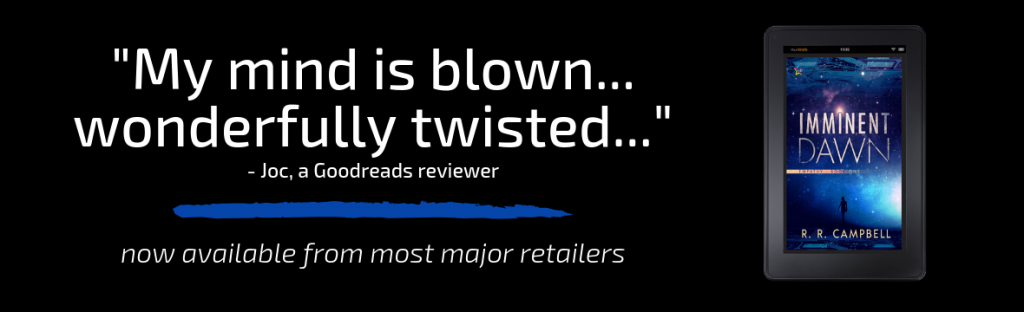 "My mind is blown...
wonderfully twisted..."
- Joc, a Goodreads reviewer
now available from most major retailers
IMMINENT
DAWN
R. R. CAMPBELL